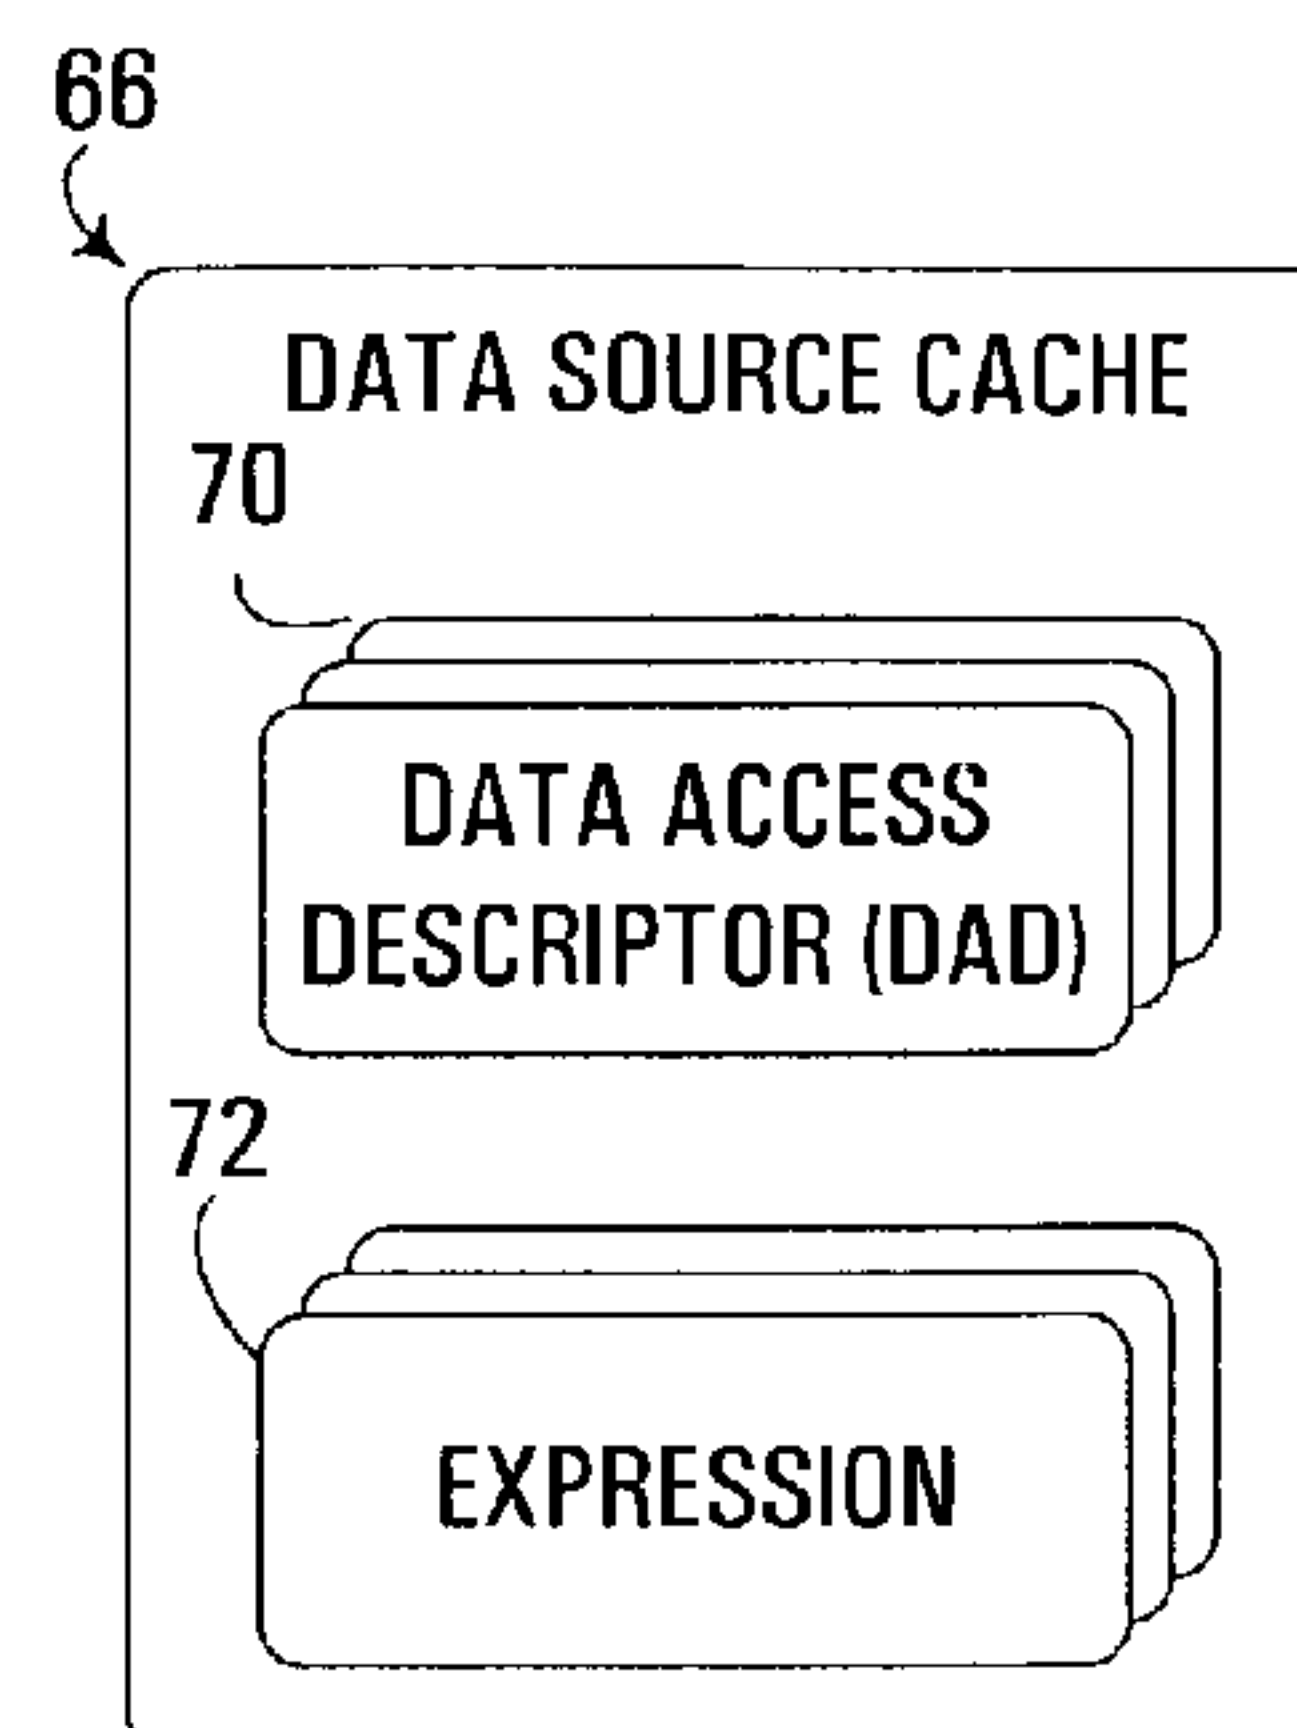 66
DATA SOURCE CACHE
70
DATA ACCESS
DESCRIPTOR (DAD)
72
EXPRESSION